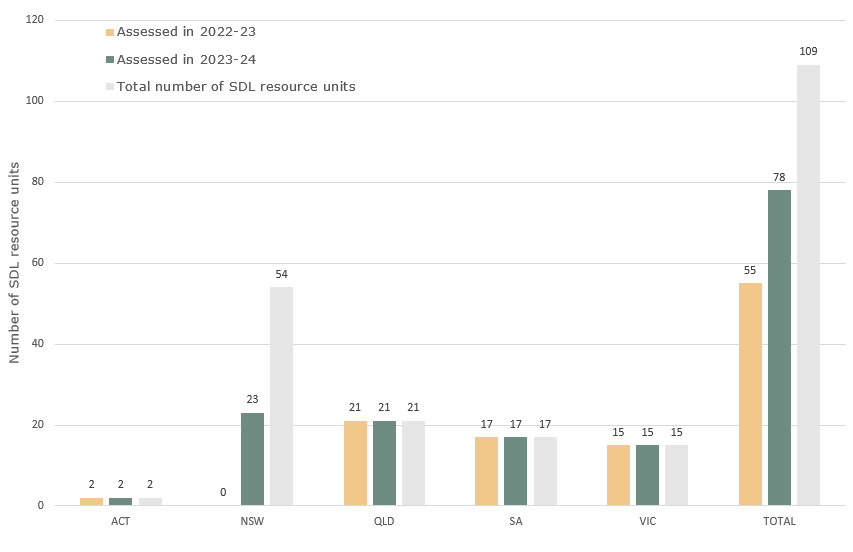 120
Assessed in 2022-23
Assessed in 2023-24
Total number of SDL resource units
109
100
78
80
60
55
54
40
23
21 21 21
20
17 17 17
15 15 15
2 2 2
0
0
Number of SDL resource units
ACT NSW QLD SA VIC TOTAL